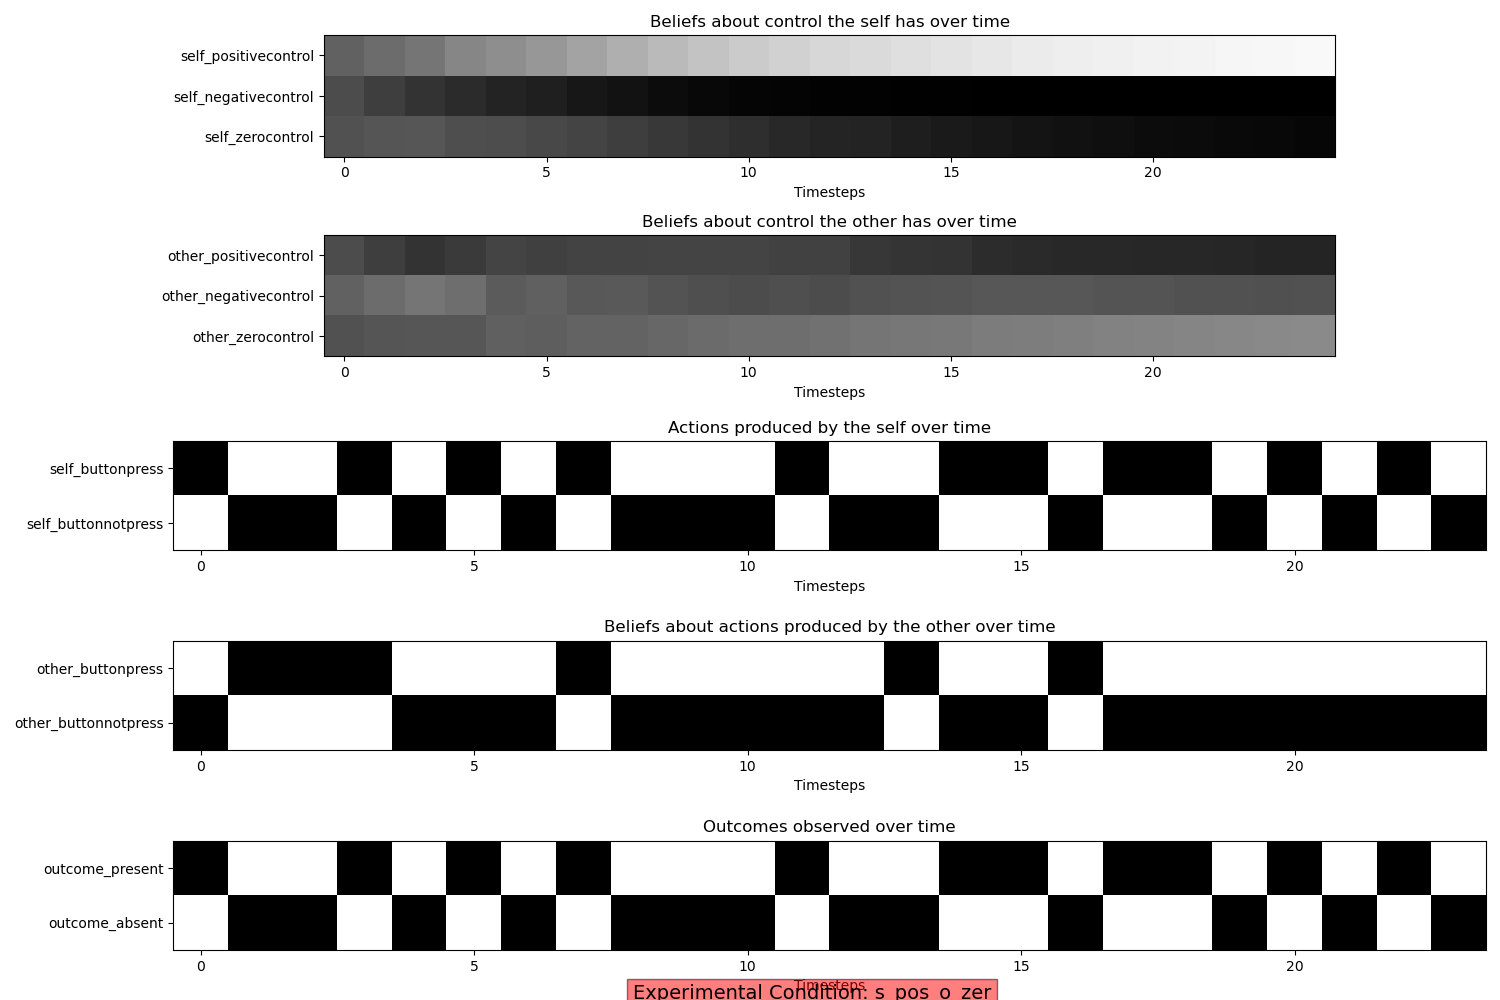 Beliefs about control the self has over time
self_positivecontrol
self_negativecontrol
self_zerocontrol
0 5 10 15 20
Timesteps
Beliefs about control the other has over time
other_positivecontrol
other_negativecontrol
other_zerocontrol
0 5 10 15 20
Timesteps
Actions produced by the self over time
self_buttonpress
self_buttonnotpress
0 5 10 15 20
Timesteps
Beliefs about actions produced by the other over time
other_buttonpress
other_buttonnotpress
0 5 10 15 20
Timesteps
Outcomes observed over time
outcome_present
outcome_absent
0 5 10 15 20
Timesteps
Experimental Condition: s_pos_o_zer